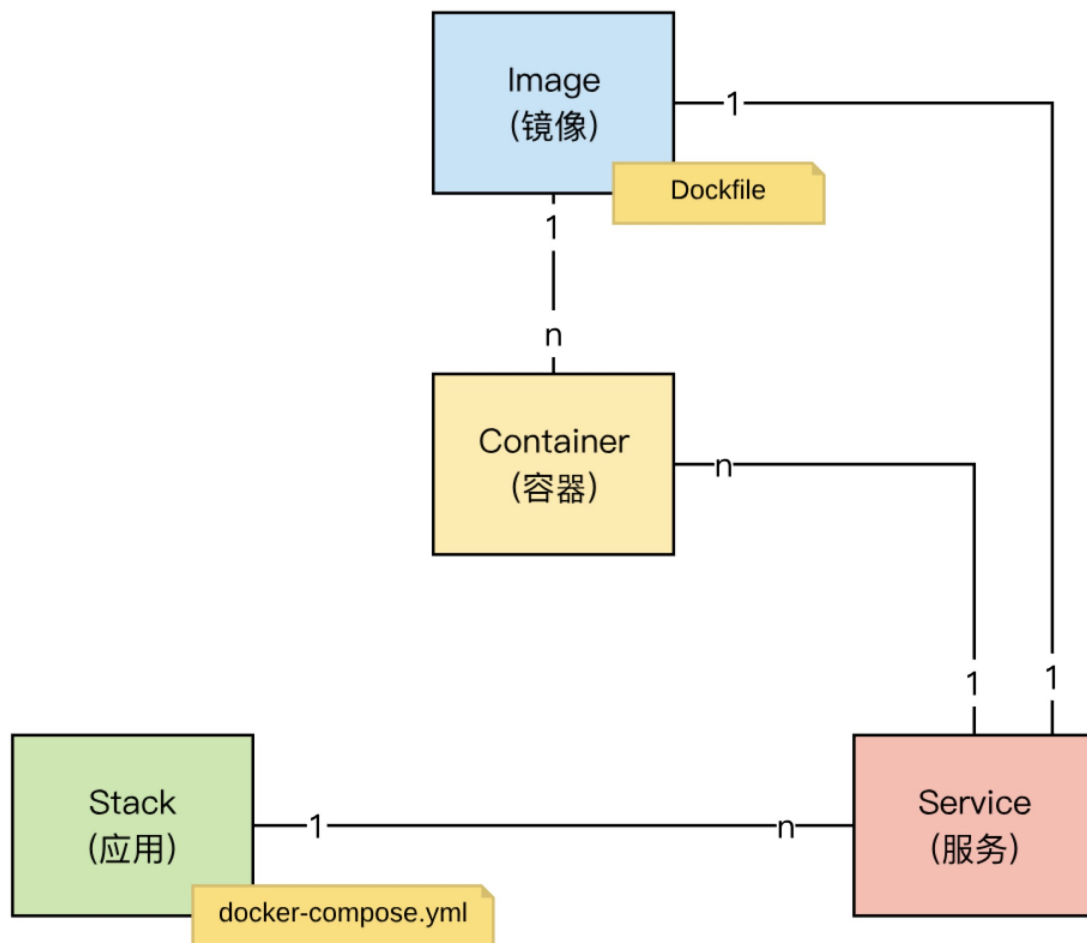 Image
(镜像)
1
Dockfile
1
n
Container
(容器)
n
1
1
Stack
(应用)
1
n
Service
(服务)
docker-compose.yml